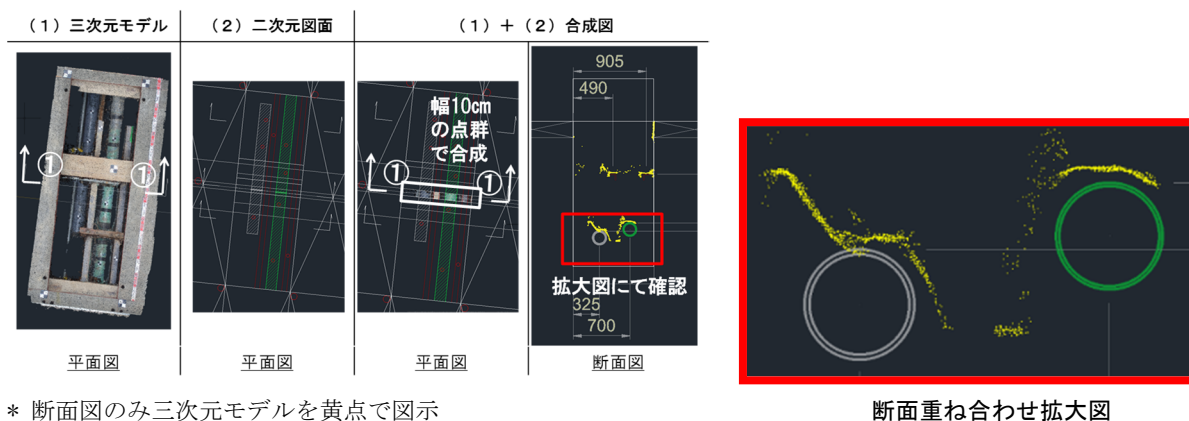 （１）三次元モデル
（２）二次元図面
（１）＋（２）合成図
①
①
幅10cm
の点群
で合成
①
①
905
490
拡大図にて確認
325
700
平面図
平面図
平面図
断面図
* 断面図のみ三次元モデルを黄点で図示
断面重ね合わせ拡大図